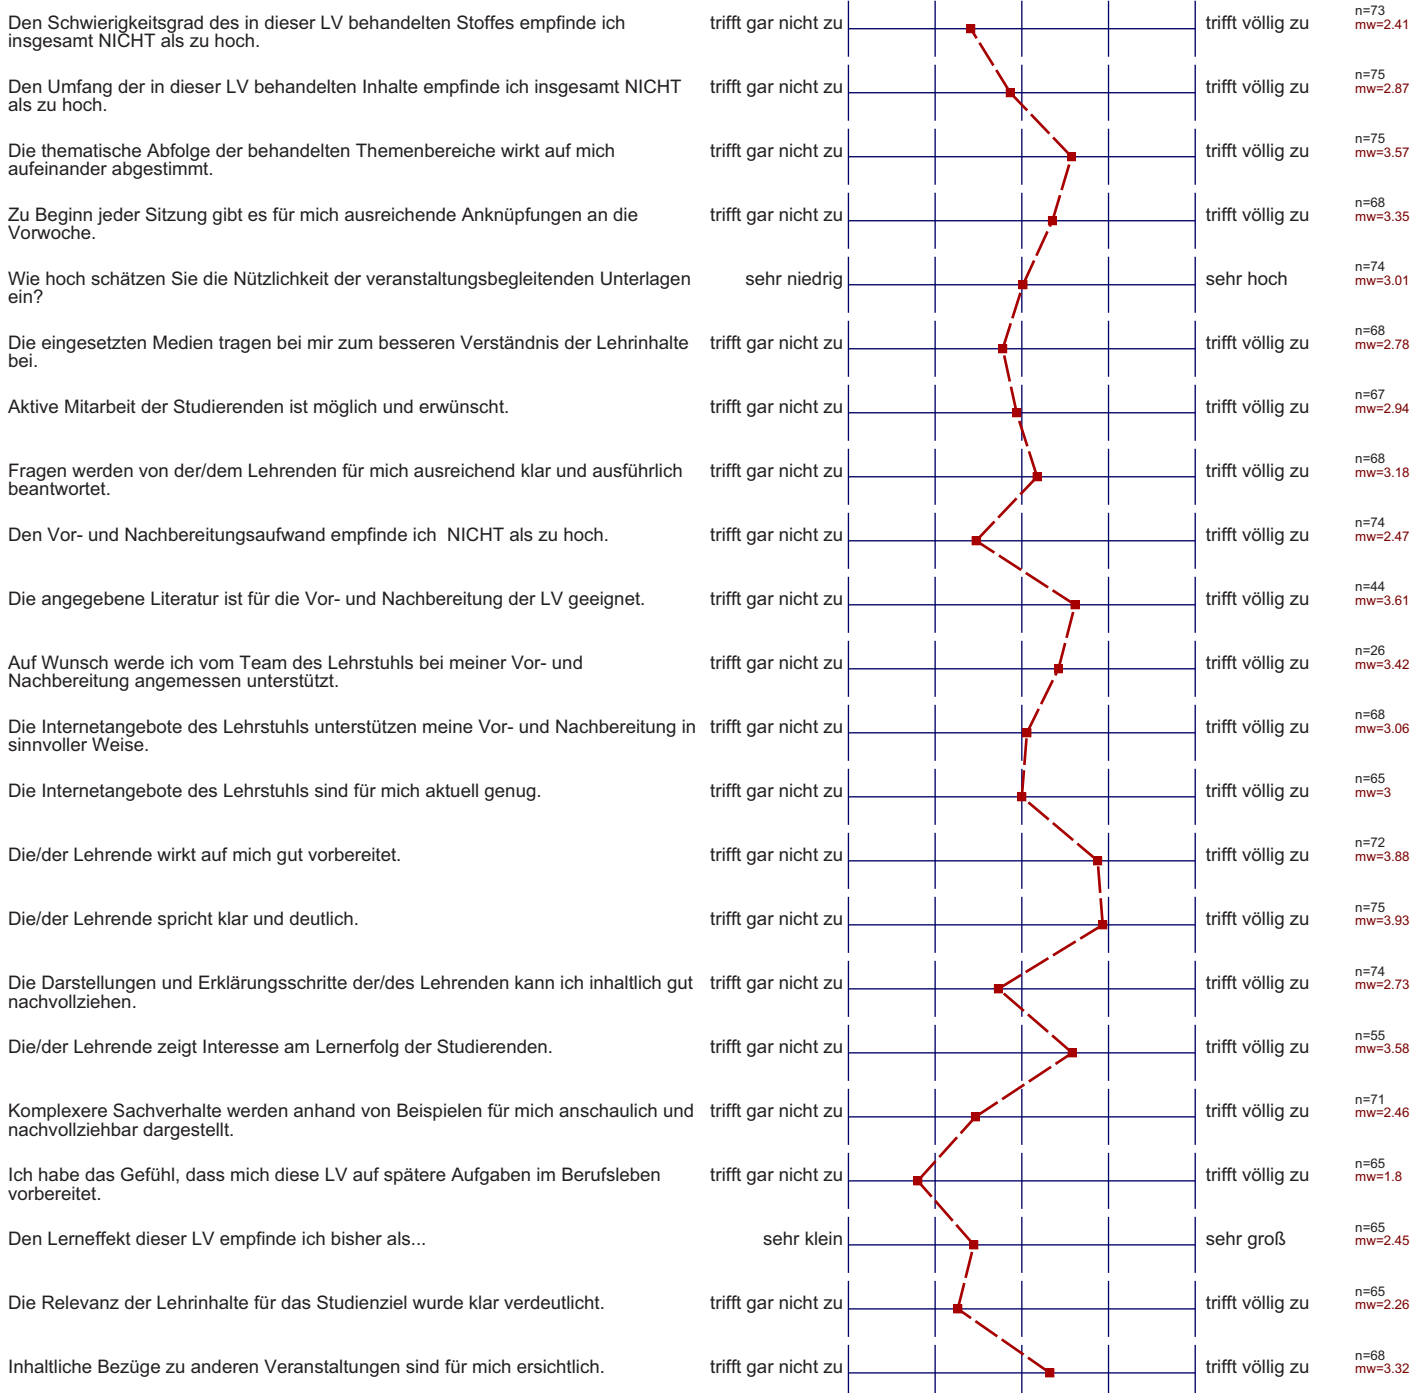 Den Schwierigkeitsgrad des in dieser LV behandelten Stoffes empfinde ich
insgesamt NICHT als zu hoch.
trifft gar nicht zu
trifft völlig zu
n=73
mw=2.41
Den Umfang der in dieser LV behandelten Inhalte empfinde ich insgesamt NICHT
als zu hoch.
trifft gar nicht zu
trifft völlig zu
n=75
mw=2.87
Die thematische Abfolge der behandelten Themenbereiche wirkt auf mich
aufeinander abgestimmt.
trifft gar nicht zu
trifft völlig zu
n=75
mw=3.57
Zu Beginn jeder Sitzung gibt es für mich ausreichende Anknüpfungen an die
Vorwoche.
trifft gar nicht zu
trifft völlig zu
n=68
mw=3.35
Wie hoch schätzen Sie die Nützlichkeit der veranstaltungsbegleitenden Unterlagen
ein?
sehr niedrig
sehr hoch
n=74
mw=3.01
Die eingesetzten Medien tragen bei mir zum besseren Verständnis der Lehrinhalte
bei.
trifft gar nicht zu
trifft völlig zu
n=68
mw=2.78
Aktive Mitarbeit der Studierenden ist möglich und erwünscht.
trifft gar nicht zu
trifft völlig zu
n=67
mw=2.94
Fragen werden von der/dem Lehrenden für mich ausreichend klar und ausführlich
beantwortet.
trifft gar nicht zu
trifft völlig zu
n=68
mw=3.18
Den Vor- und Nachbereitungsaufwand empfinde ich  NICHT als zu hoch.
trifft gar nicht zu
trifft völlig zu
n=74
mw=2.47
Die angegebene Literatur ist für die Vor- und Nachbereitung der LV geeignet.
trifft gar nicht zu
trifft völlig zu
n=44
mw=3.61
Auf Wunsch werde ich vom Team des Lehrstuhls bei meiner Vor- und
Nachbereitung angemessen unterstützt.
trifft gar nicht zu
trifft völlig zu
n=26
mw=3.42
Die Internetangebote des Lehrstuhls unterstützen meine Vor- und Nachbereitung in
sinnvoller Weise.
trifft gar nicht zu
trifft völlig zu
n=68
mw=3.06
Die Internetangebote des Lehrstuhls sind für mich aktuell genug.
trifft gar nicht zu
trifft völlig zu
n=65
mw=3
Die/der Lehrende wirkt auf mich gut vorbereitet.
trifft gar nicht zu
trifft völlig zu
n=72
mw=3.88
Die/der Lehrende spricht klar und deutlich.
trifft gar nicht zu
trifft völlig zu
n=75
mw=3.93
Die Darstellungen und Erklärungsschritte der/des Lehrenden kann ich inhaltlich gut
nachvollziehen.
trifft gar nicht zu
trifft völlig zu
n=74
mw=2.73
Die/der Lehrende zeigt Interesse am Lernerfolg der Studierenden.
trifft gar nicht zu
trifft völlig zu
n=55
mw=3.58
Komplexere Sachverhalte werden anhand von Beispielen für mich anschaulich und
nachvollziehbar dargestellt.
trifft gar nicht zu
trifft völlig zu
n=71
mw=2.46
Ich habe das Gefühl, dass mich diese LV auf spätere Aufgaben im Berufsleben
vorbereitet.
trifft gar nicht zu
trifft völlig zu
n=65
mw=1.8
Den Lerneffekt dieser LV empfinde ich bisher als...
sehr klein
sehr groß
n=65
mw=2.45
Die Relevanz der Lehrinhalte für das Studienziel wurde klar verdeutlicht.
trifft gar nicht zu
trifft völlig zu
n=65
mw=2.26
Inhaltliche Bezüge zu anderen Veranstaltungen sind für mich ersichtlich.
trifft gar nicht zu
trifft völlig zu
n=68
mw=3.32